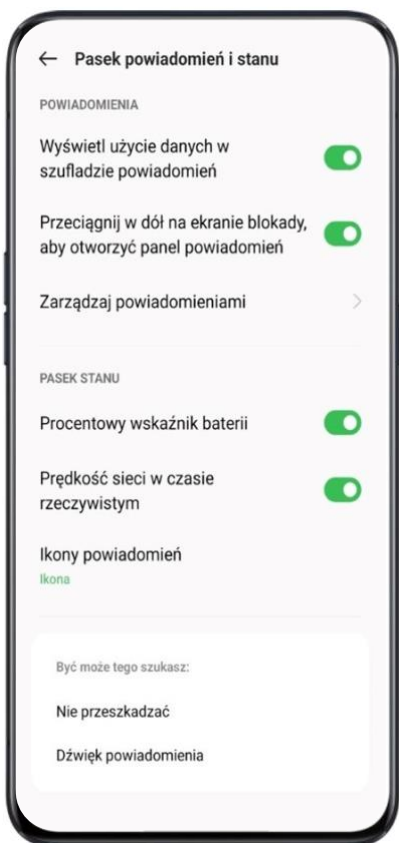 Pasek powiadomień i stanu
POWIADOMIENIA
Wyświetl użycie danych w
szufladzie powiadomień
Przeciągnij w dół na ekranie blokady,
aby otworzyć panel powiadomień
Zarządzaj powiadomieniami
PASEK STANU
Procentowy wskaźnik baterii
Prędkość sieci w czasie
rzeczywistym
Ikony powiadomień
Ikona
Być może tego szukasz:
Nie przeszkadzać
Dźwięk powiadomienia